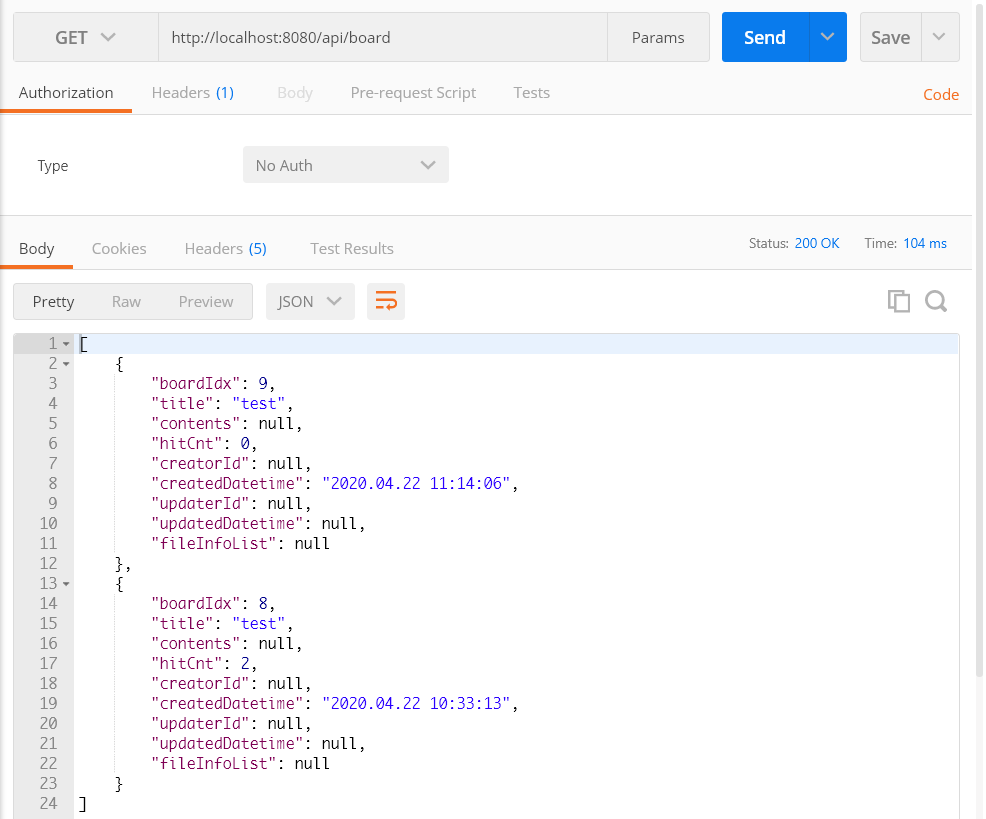 GET http://localhost:8080/api/board Params Send Save
Authorization Headers (1) Body Pre-request Script Tests Code
Type No Auth
Body Cookies Headers (5) Test Results Status: 200 OK Time: 104 ms
Pretty Raw Preview JSON
1 [
2 {
3 "boardIdx": 9,
4 "title": "test",
5 "contents": null,
6 "hitCnt": 0,
7 "creatorId": null,
8 "createdDatetime": "2020.04.22 11:14:06",
9 "updaterId": null,
10 "updatedDatetime": null,
11 "fileInfoList": null
12 },
13 {
14 "boardIdx": 8,
15 "title": "test",
16 "contents": null,
17 "hitCnt": 2,
18 "creatorId": null,
19 "createdDatetime": "2020.04.22 10:33:13",
20 "updaterId": null,
21 "updatedDatetime": null,
22 "fileInfoList": null
23 }
24 ]